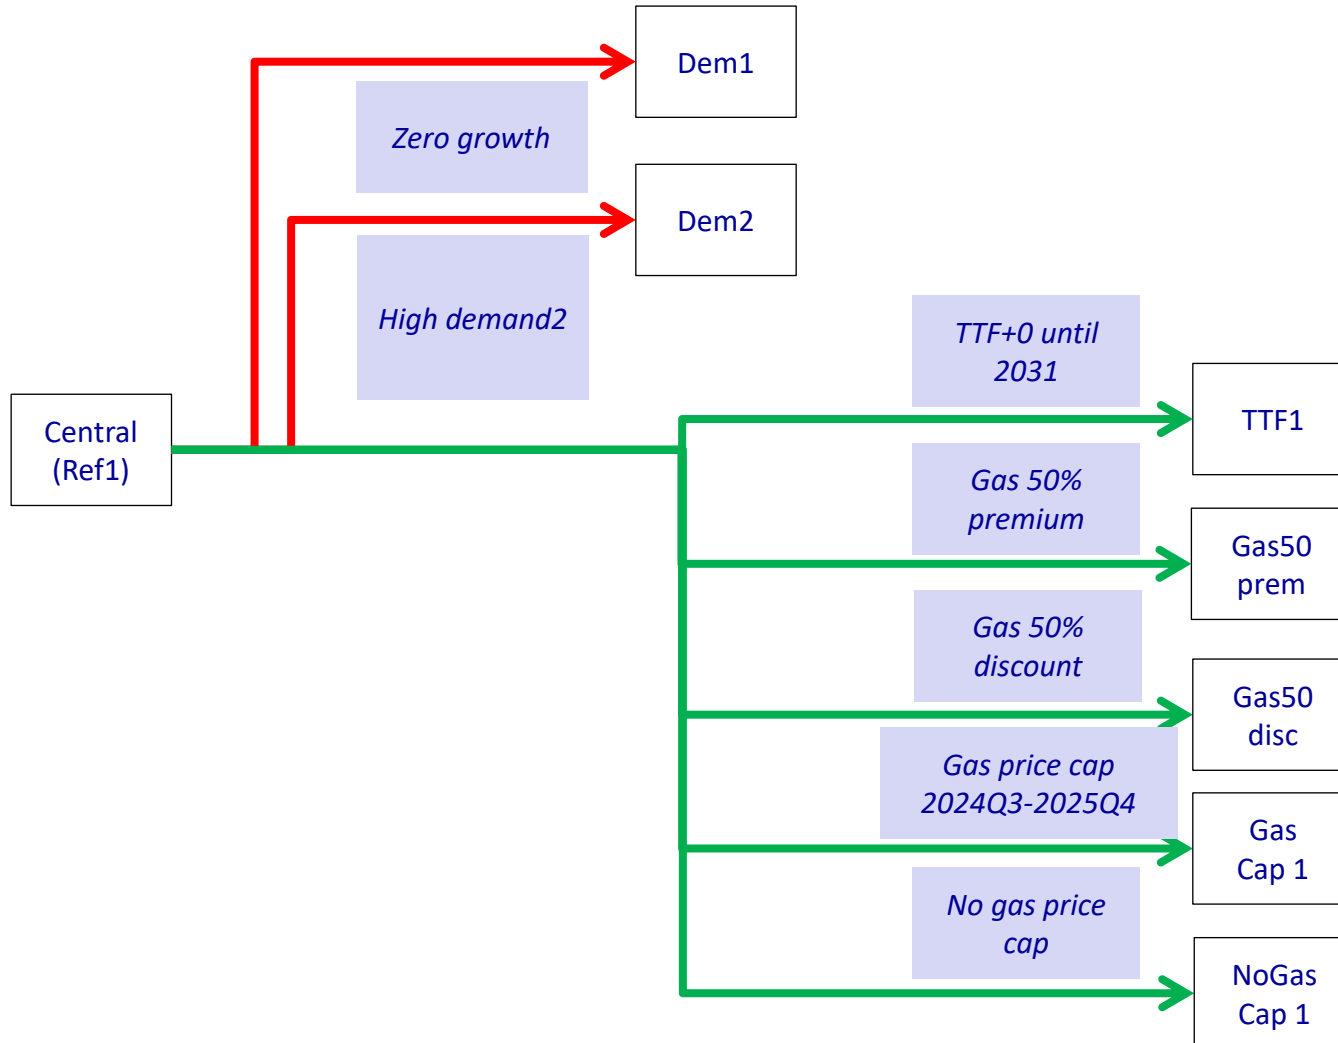 Dem1
Zero growth
Dem2
High demand2
Central
(Ref1)
TTF+0 until
2031
TTF1
Gas 50%
premium
Gas50
prem
Gas 50%
discount
Gas50
disc
Gas price cap
2024Q3-2025Q4
Gas
Cap 1
No gas price
cap
NoGas
Cap 1